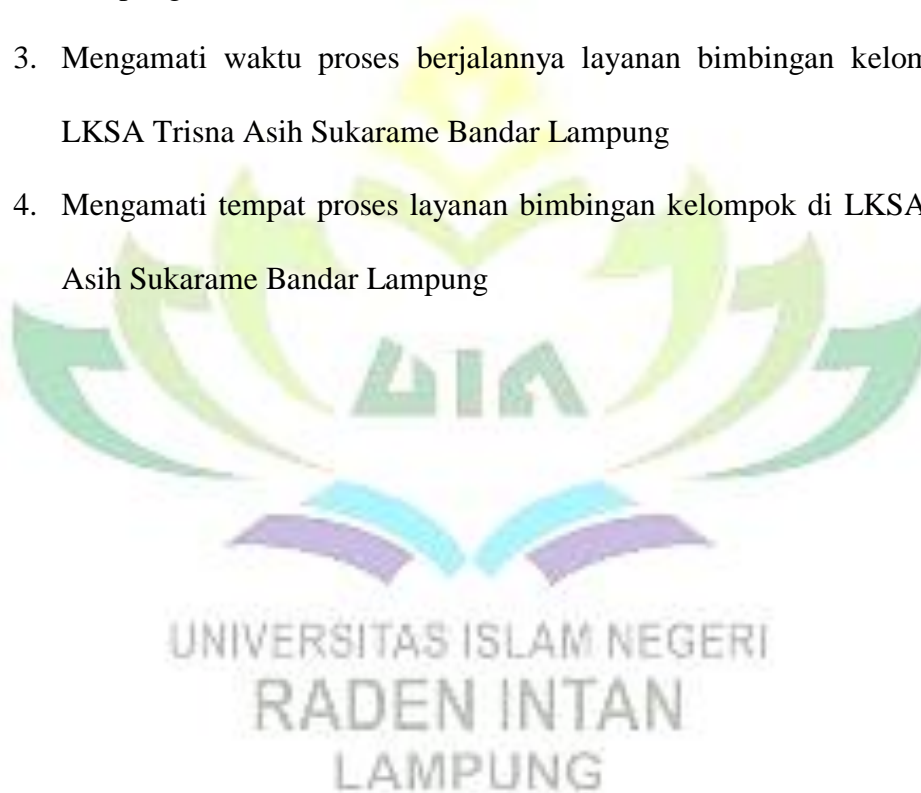 3. Mengamati waktu proses berjalannya layanan bimbingan
LKSA Trisna Asih Sukarame Bandar Lampung
4. Mengamati tempat proses layanan bimbingan kelompok di LKSA
Asih Sukarame Bandar Lampung
UIN
UNIVERSITAS ISLAM NEGERI
RADEN INTAN
LAMPUNG